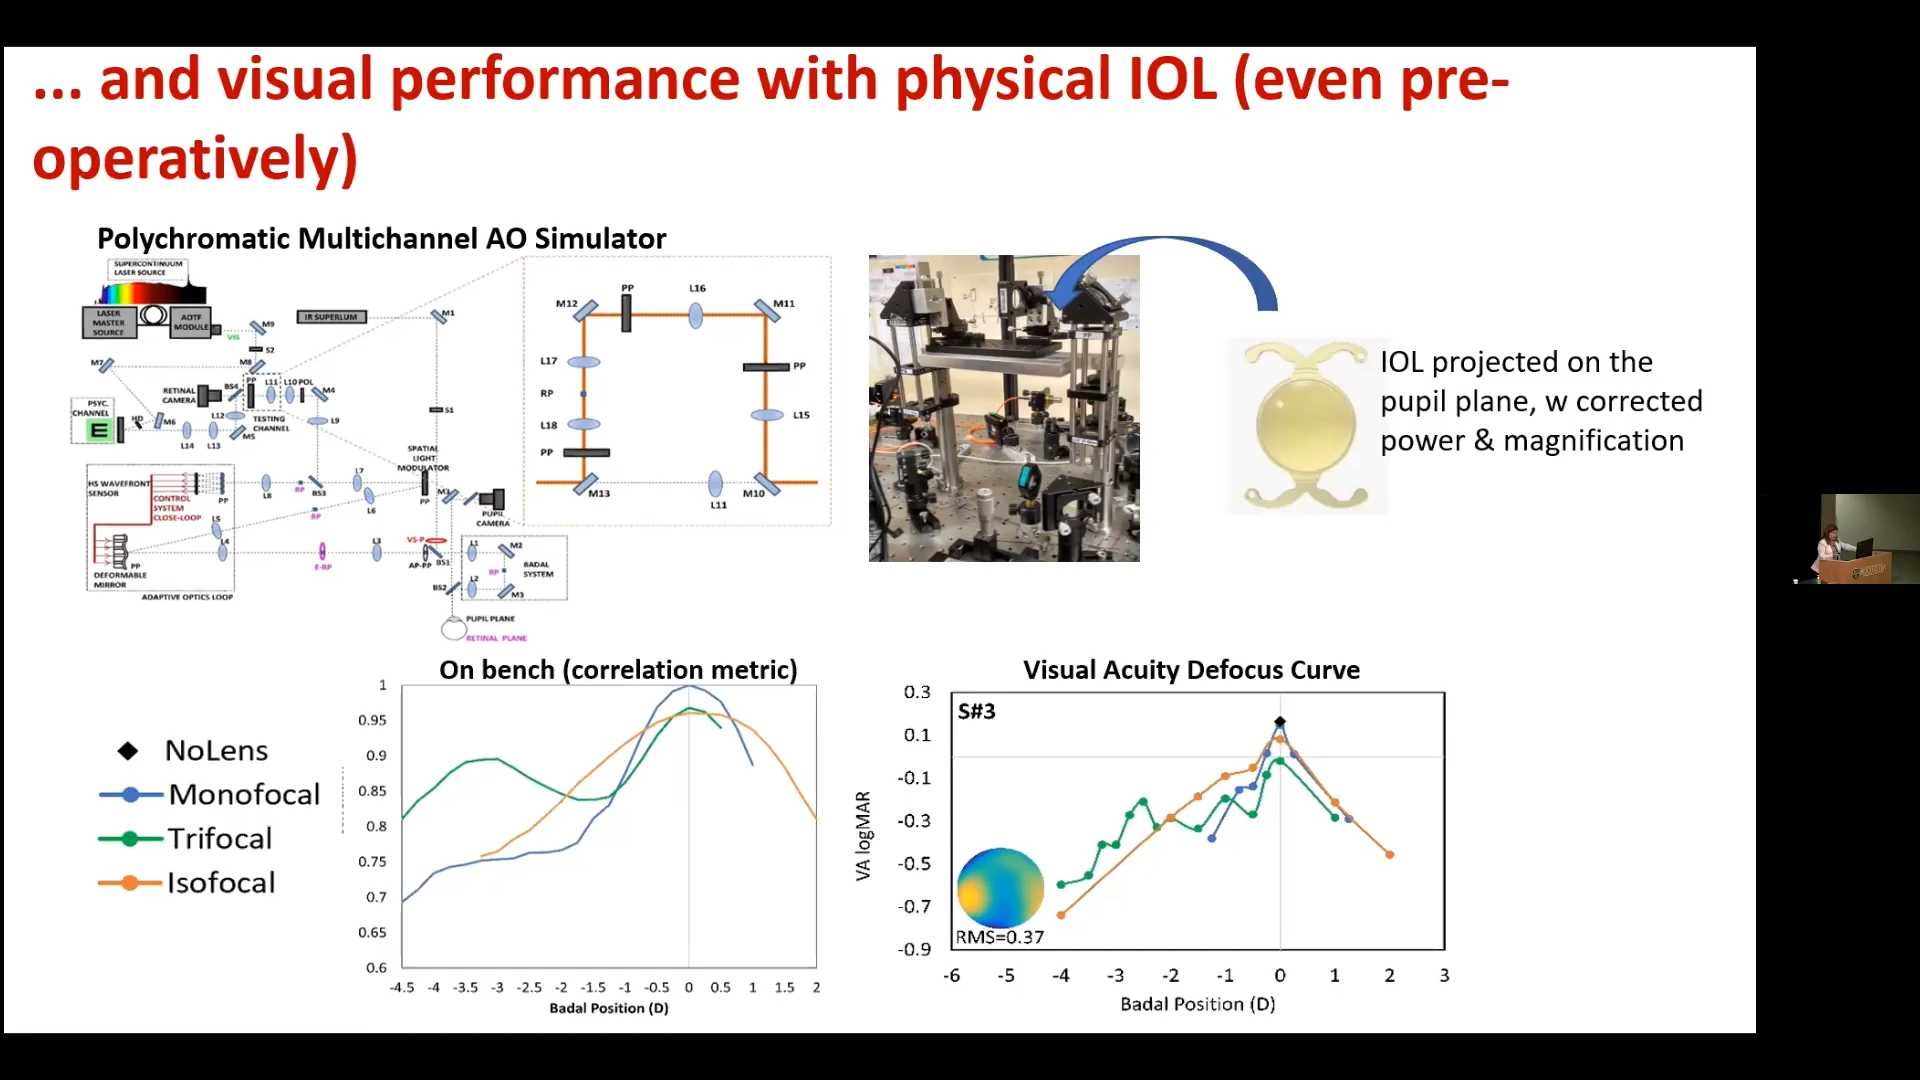 ... and visual performance with physical IOL (even pre-
operatively)
Polychromatic Multichannel AO Simulator
SUPERCONTINUUM
LASER SOURCE
LASER
MASTER
SOURCE
AOTF
MODULE
VIS
M9
S2
IR SUPERLUM
M1
M7
M8
RETINAL
CAMERA
BS4
PP
L11
L10
POL
M4
PSYC.
CHANNEL
E
HD
M6
L12
TESTING
CHANNEL
L9
S1
L14
L13
M5
SPATIAL
LIGHT
MODULATOR
HS WAVEFRONT
SENSOR
CONTROL
SYSTEM
CLOSE-LOOP
PP
L8
RP
BS3
L7
L6
RP
PP
M3
PUPIL
CAMERA
L5
L4
PP
DEFORMABLE
MIRROR
ADAPTIVE OPTICS LOOP
E-RP
L3
VS-P
AP-PP
BS1
L1
M2
RP
BADAL
SYSTEM
BS2
L2
M3
PUPIL PLANE
RETINAL PLANE
M12
PP
L16
M11
L17
PP
RP
L18
L15
PP
M13
L11
M10
IOL projected on the
pupil plane, w corrected
power & magnification
NoLens
Monofocal
Trifocal
Isofocal
On bench (correlation metric)
1
0.95
0.9
0.85
0.8
0.75
0.7
0.65
0.6
-4.5 -4 -3.5 -3 -2.5 -2 -1.5 -1 -0.5 0 0.5 1 1.5 2
Badal Position (D)
Visual Acuity Defocus Curve
S#3
VA logMAR
0.3
0.1
-0.1
-0.3
-0.5
-0.7
-0.9
RMS=0.37
-6 -5 -4 -3 -2 -1 0 1 2 3
Badal Position (D)